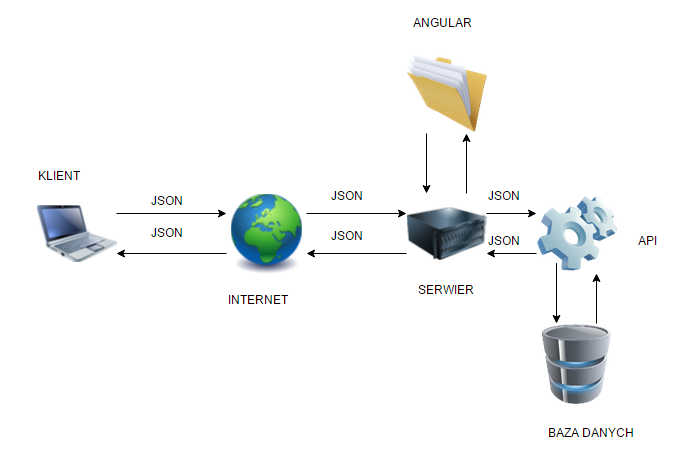 ANGULAR
KLIENT
JSON
JSON
JSON
JSON
JSON
JSON
API
INTERNET
SERWIER
BAZA DANYCH